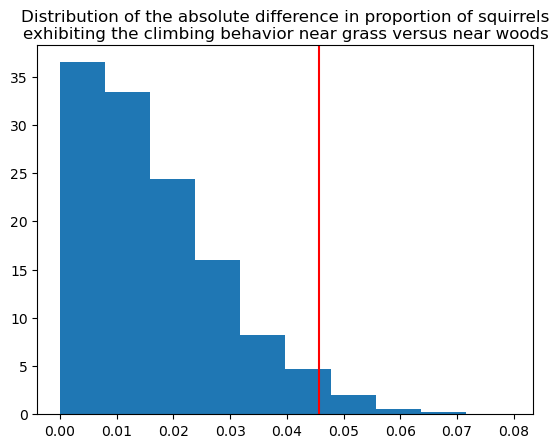 Distribution of the absolute difference in proportion of squirrels
exhibiting the climbing behavior near grass versus near woods
35
30
25
20
15
10
5
0
0.00 0.01 0.02 0.03 0.04 0.05 0.06 0.07 0.08